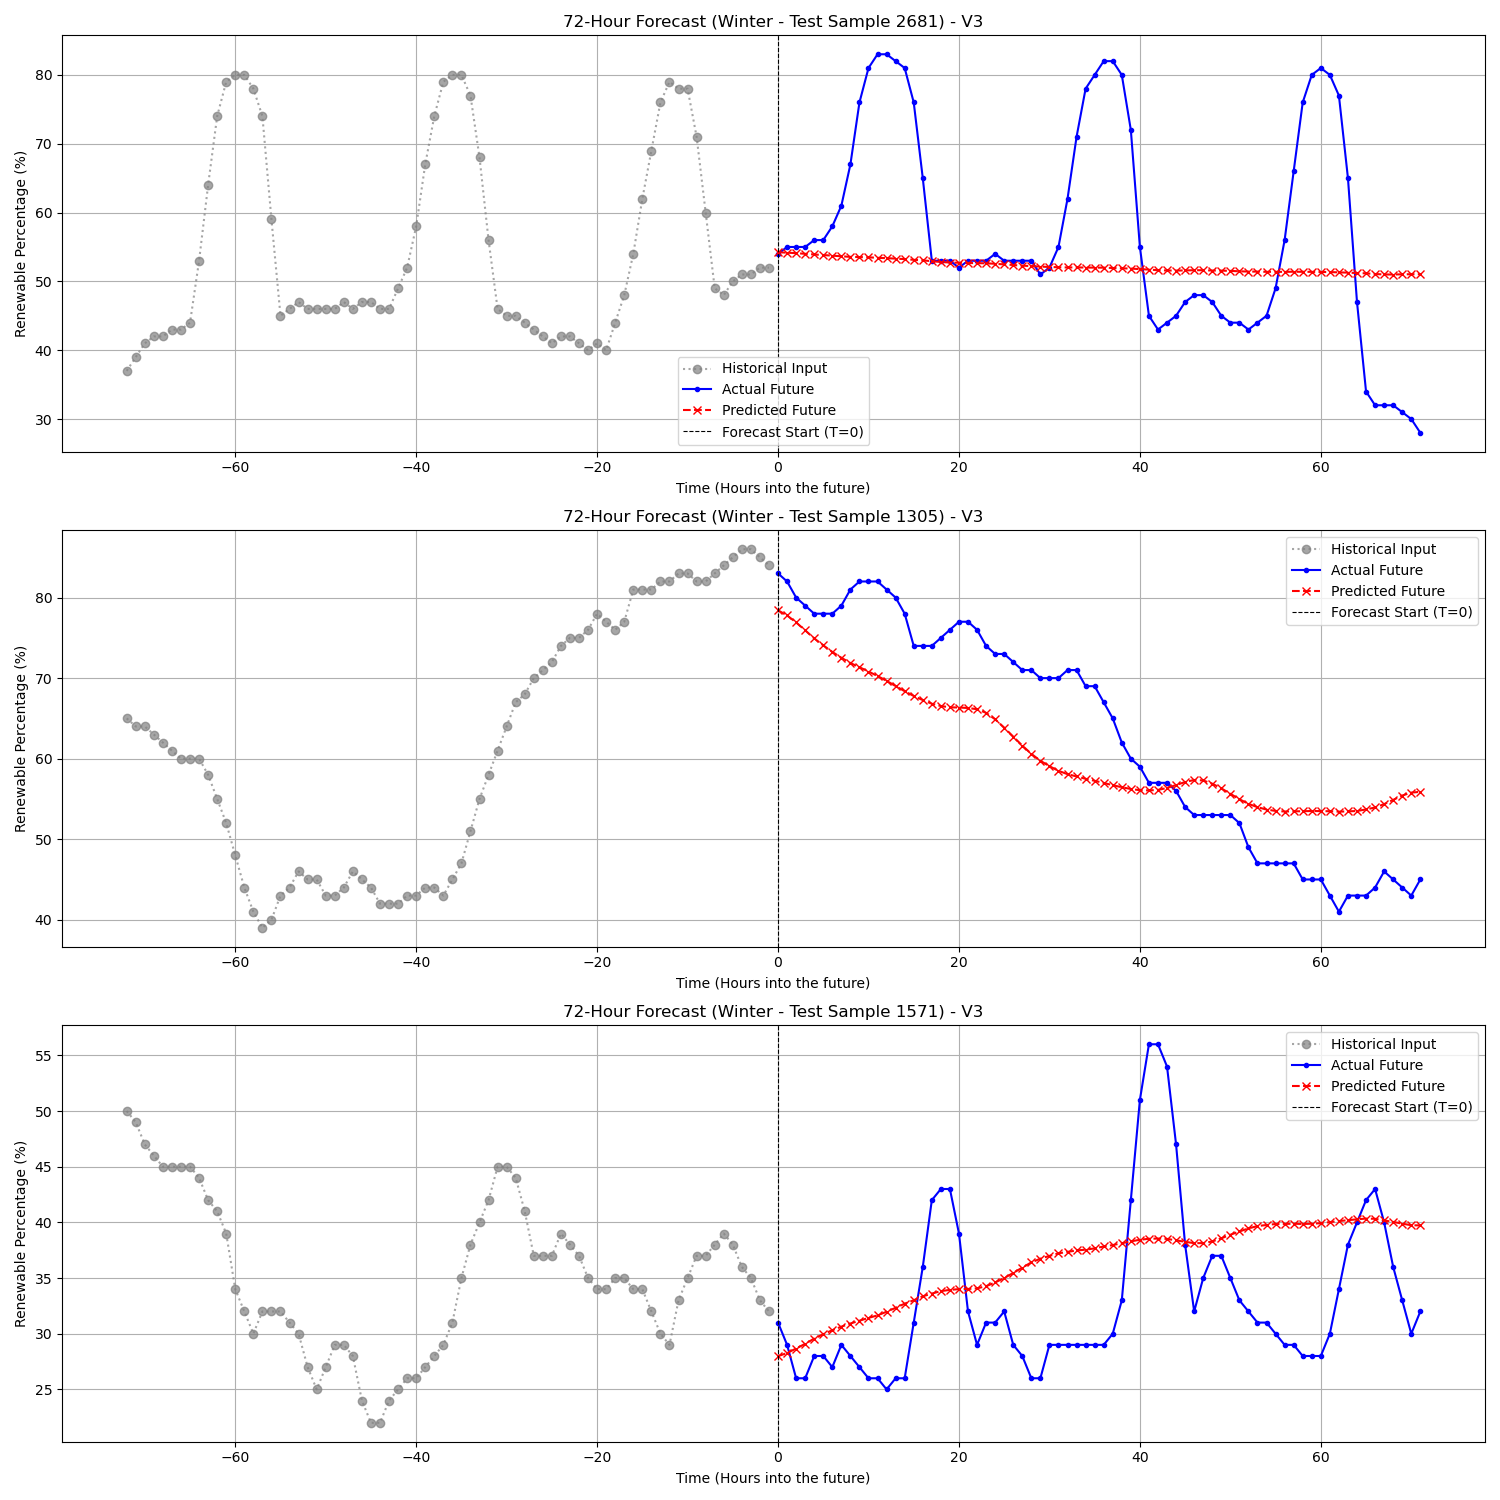 72-Hour Forecast (Winter - Test Sample 2681) - V3
Renewable Percentage (%)
80
70
60
50
40
30
Historical Input
Actual Future
Predicted Future
Forecast Start (T=0)
−60 −40 −20 0 20 40 60
Time (Hours into the future)
72-Hour Forecast (Winter - Test Sample 1305) - V3
Renewable Percentage (%)
80
70
60
50
40
Historical Input
Actual Future
Predicted Future
Forecast Start (T=0)
−60 −40 −20 0 20 40 60
Time (Hours into the future)
72-Hour Forecast (Winter - Test Sample 1571) - V3
Renewable Percentage (%)
55
50
45
40
35
30
25
Historical Input
Actual Future
Predicted Future
Forecast Start (T=0)
−60 −40 −20 0 20 40 60
Time (Hours into the future)